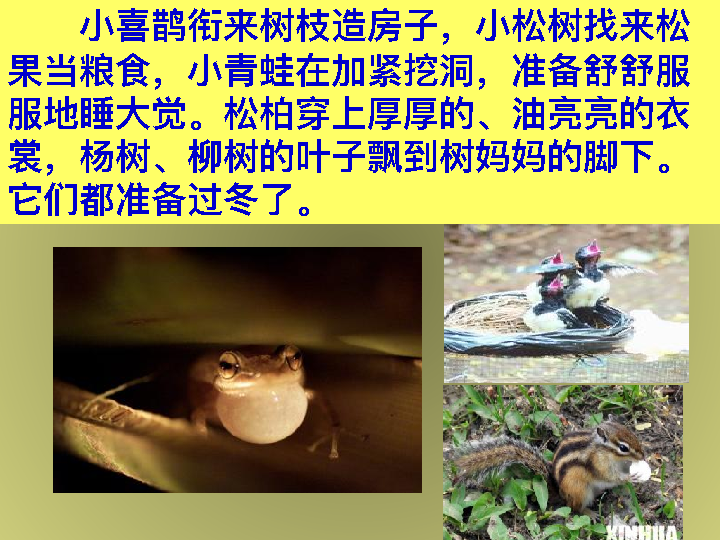 小喜鹊衔来树枝造房子，小松树找来松
果当粮食，小青蛙在加紧挖洞，准备舒舒服
服地睡大觉。松柏穿上厚厚的、油亮亮的衣
裳，杨树、柳树的叶子飘到树妈妈的脚下。
它们都准备过冬了。
XINHUA